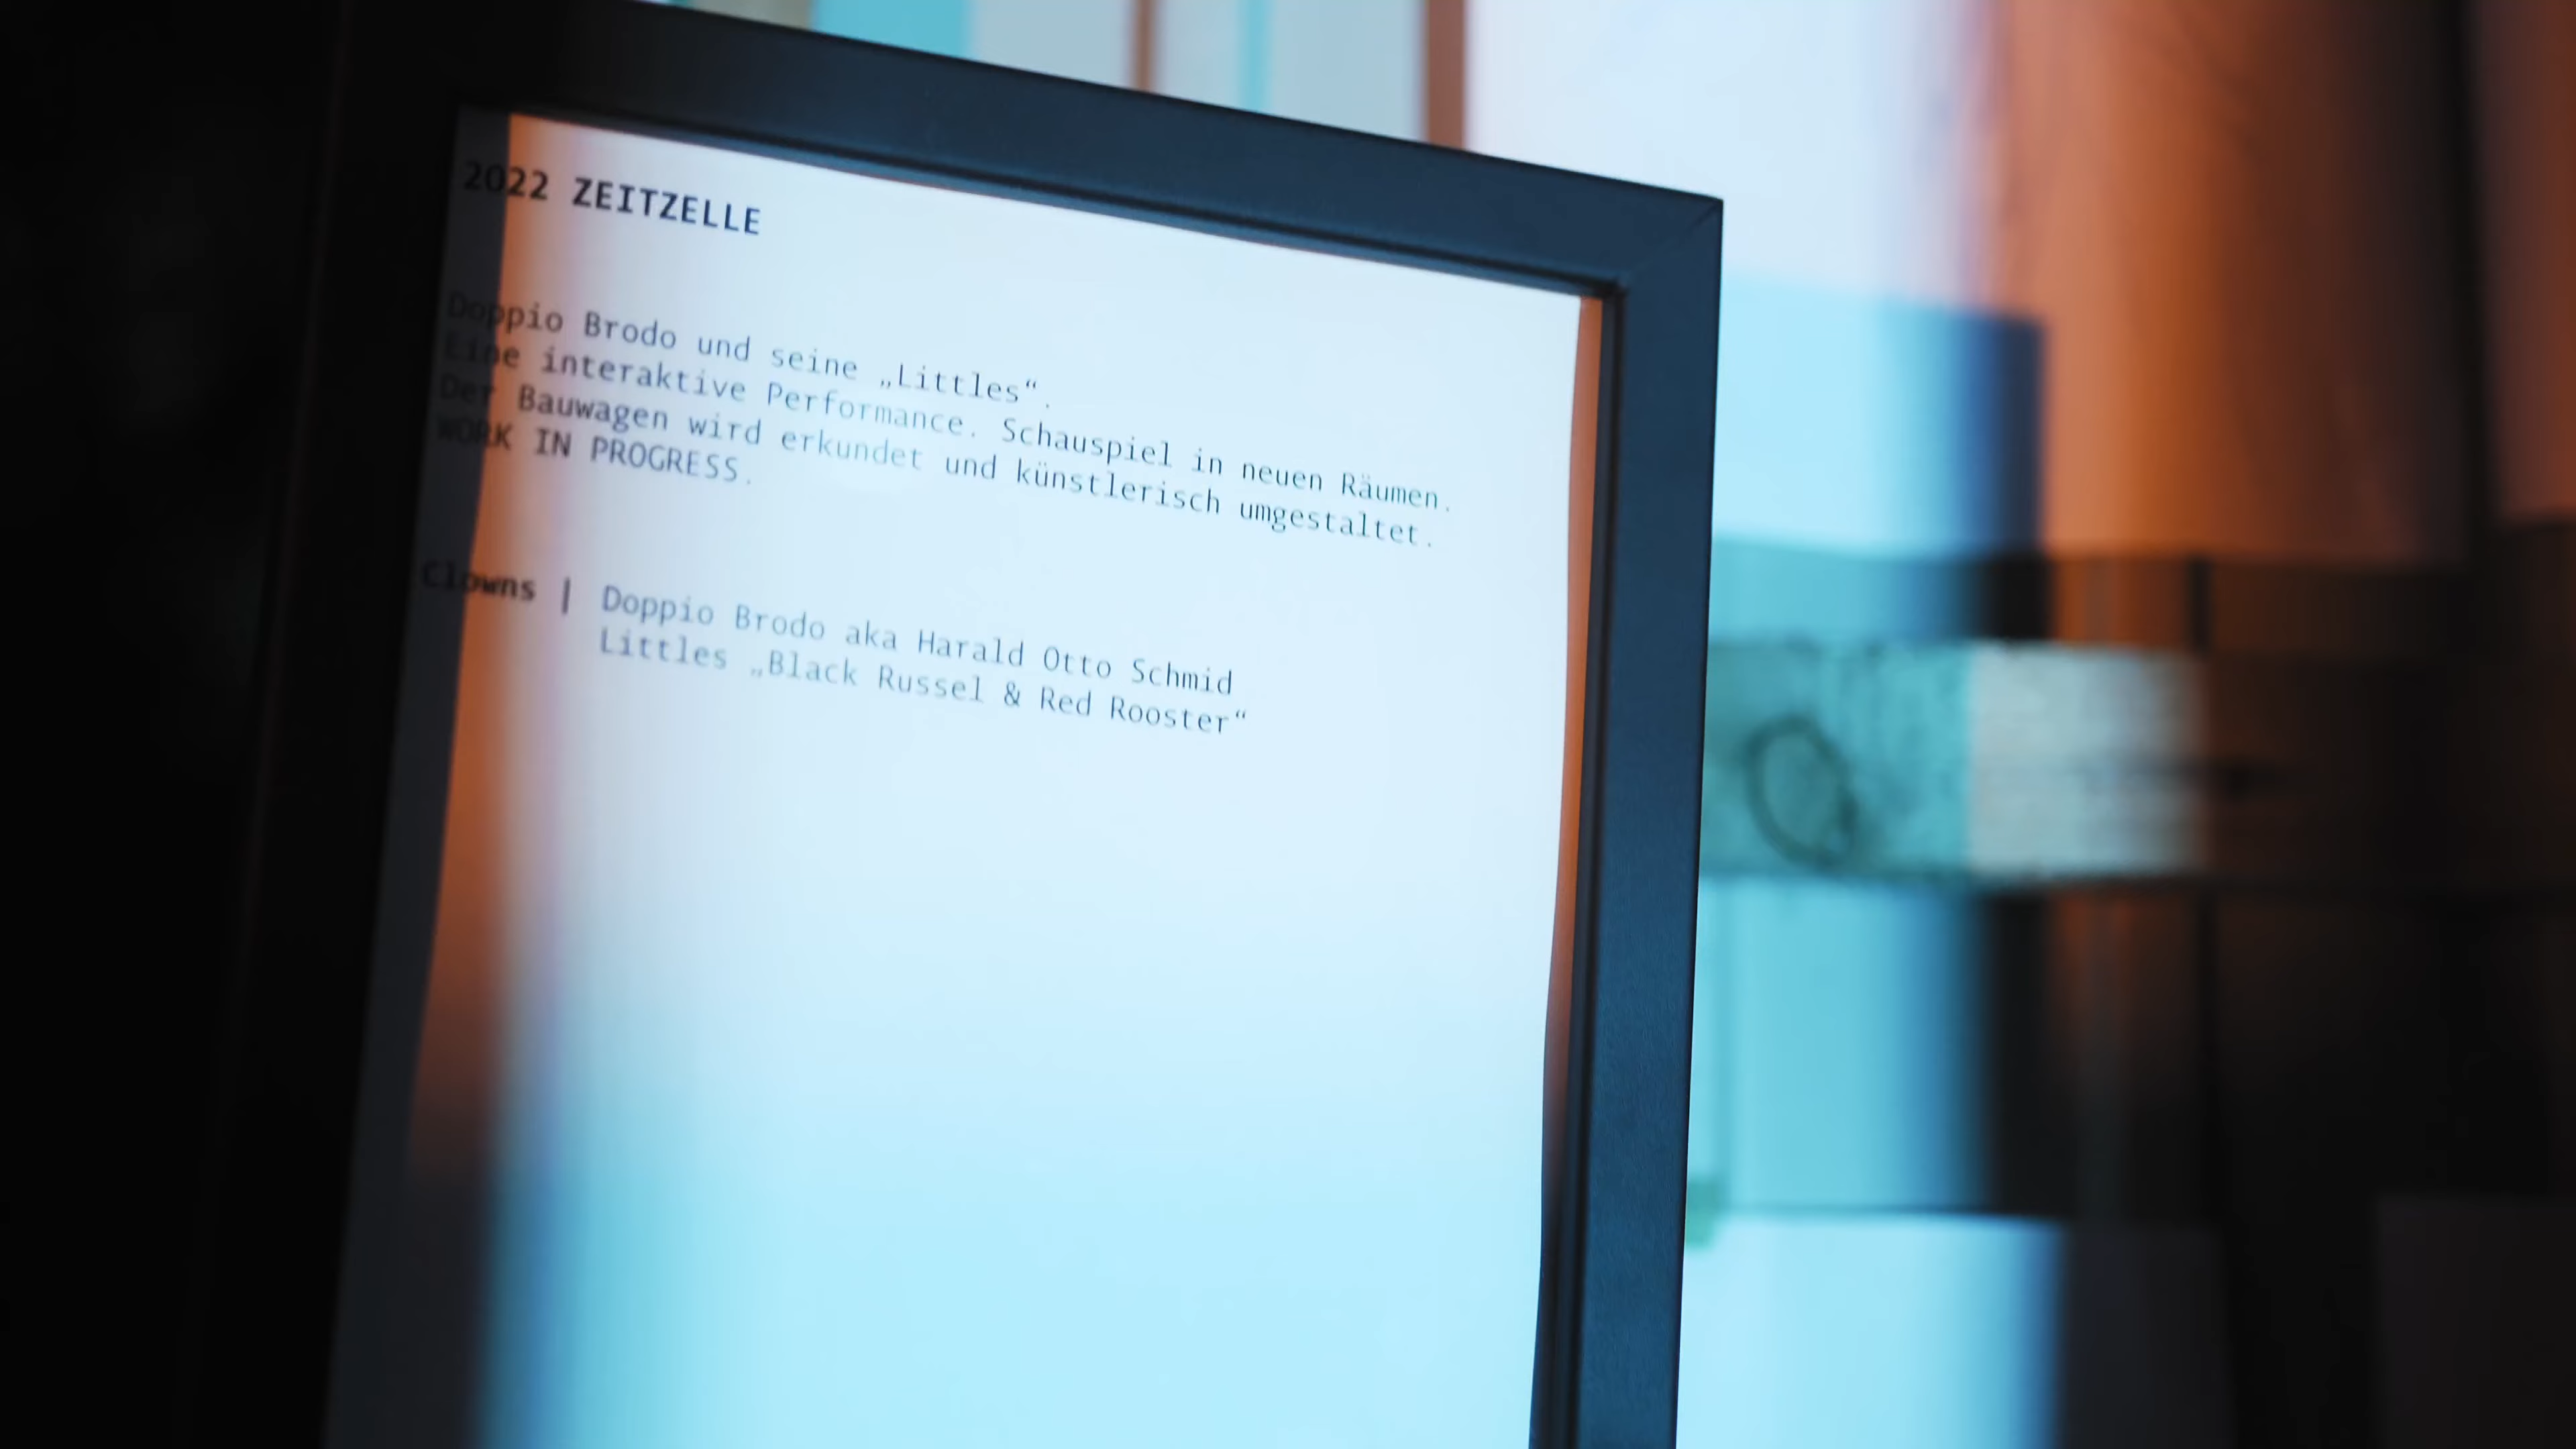 2022 ZEITZELLE
Doppio Brodo und seine „Littles“.
Eine interaktive Performance. Schauspiel in neuen Räumen.
Der Bauwagen wird erkundet und künstlerisch umgestaltet.
WORK IN PROGRESS.
Clowns | Doppio Brodo aka Harald Otto Schmid
Littles „Black Russel & Red Rooster“